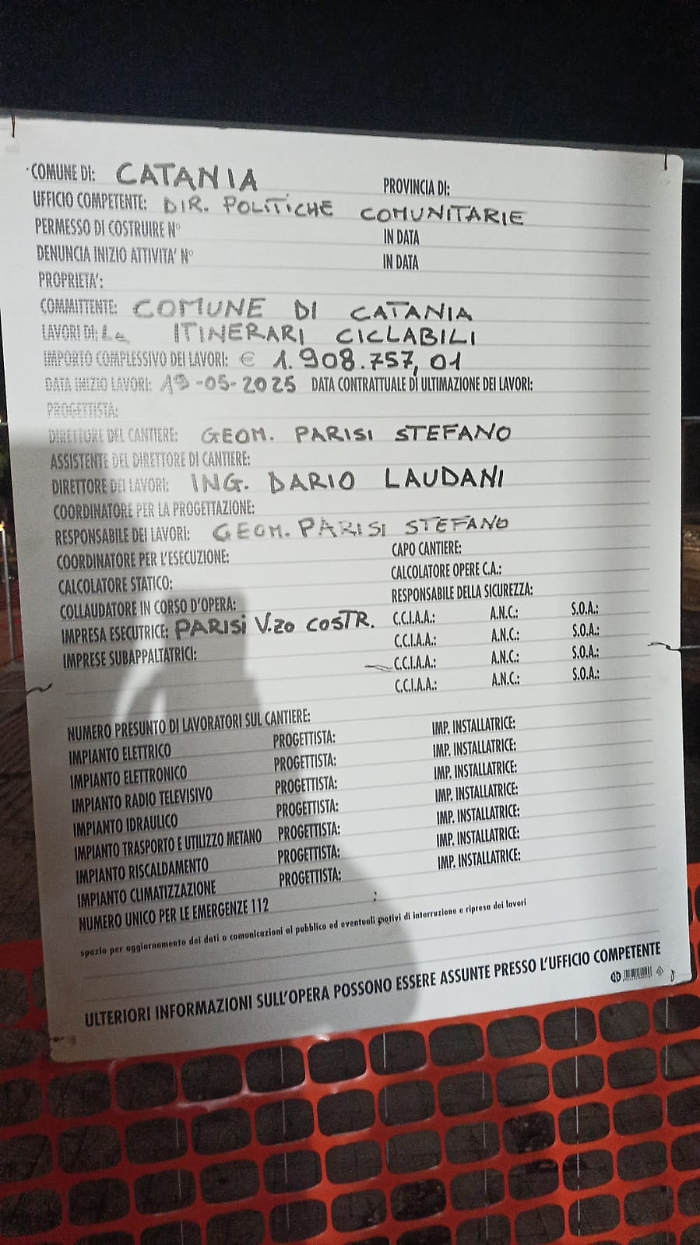 COMUNE DI: CATANIA PROVINCIA DI:
UFFICIO COMPETENTE: DIR. POLITICHE COMUNITARIE
PERMESSO DI COSTRUIRE N° IN DATA
DENUNCIA INIZIO ATTIVITA' N° IN DATA
PROPRIETA':
COMMITTENTE: COMUNE DI CATANIA
LAVORI DI: ITINERARI CICLABILI
IMPORTO COMPLESSIVO DEI LAVORI: € 1.908.757,01
DATA INIZIO LAVORI: -05-2025 DATA CONTRATTUALE DI ULTIMAZIONE DEI LAVORI:
PROGETTISTA:
DIRETTORE DEL CANTIERE: GEOM. PARISI STEFANO
ASSISTENTE DEL DIRETTORE DI CANTIERE:
DIRETTORE DEI LAVORI: ING. DARIO LAUDANI
COORDINATORE PER LA PROGETTAZIONE:
RESPONSABILE DEI LAVORI: GEOM. PARISI STEFANO
COORDINATORE PER L'ESECUZIONE: CAPO CANTIERE:
CALCOLATORE STATICO: CALCOLATORE OPERE C.A.:
COLLAUDATORE IN CORSO D'OPERA: RESPONSABILE DELLA SICUREZZA:
IMPRESA ESECUTRICE: PARISI V.zo COSTR. C.C.I.A.A.: A.N.C.: S.O.A.:
IMPRESE SUBAPPALTATRICI: C.C.I.A.A.: A.N.C.: S.O.A.:
C.C.I.A.A.: A.N.C.: S.O.A.:
C.C.I.A.A.: A.N.C.: S.O.A.:
NUMERO PRESUNTO DI LAVORATORI SUL CANTIERE:
IMPIANTO ELETTRICO PROGETTISTA: IMP. INSTALLATRICE:
IMPIANTO ELETTRONICO PROGETTISTA: IMP. INSTALLATRICE:
IMPIANTO RADIO TELEVISIVO PROGETTISTA: IMP. INSTALLATRICE:
IMPIANTO IDRAULICO PROGETTISTA: IMP. INSTALLATRICE:
IMPIANTO TRASPORTO E UTILIZZO METANO PROGETTISTA: IMP. INSTALLATRICE:
IMPIANTO RISCALDAMENTO PROGETTISTA: IMP. INSTALLATRICE:
IMPIANTO CLIMATIZZAZIONE PROGETTISTA: IMP. INSTALLATRICE:
NUMERO UNICO PER LE EMERGENZE 112
spazio per aggiornamento dei dati o comunicazioni al pubblico ed eventuali motivi di interruzione e ripresa dei lavori
ULTERIORI INFORMAZIONI SULL'OPERA POSSONO ESSERE ASSUNTE PRESSO L'UFFICIO COMPETENTE